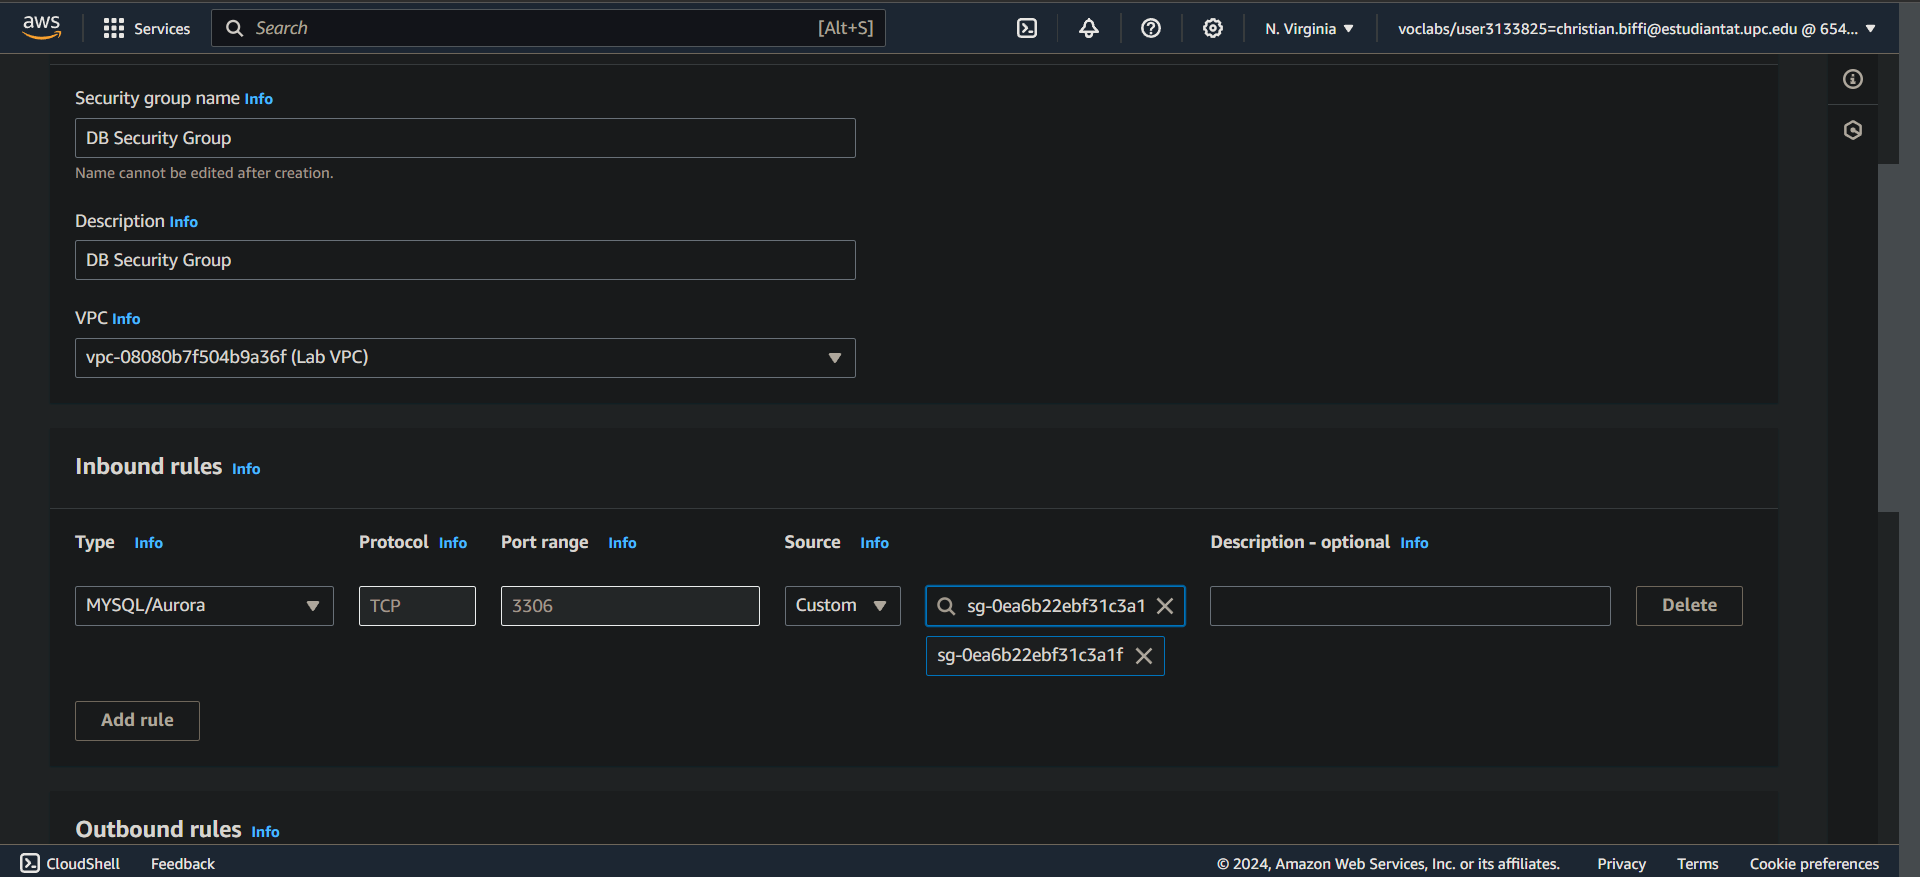 aws
Services
Search
[Alt+S]
N. Virginia
voclabs/user3133825=christian.biffi@estudiantat.upc.edu @ 654...
Security group name Info
DB Security Group
Name cannot be edited after creation.
Description Info
DB Security Group
VPC Info
vpc-08080b7f504b9a36f (Lab VPC)
Inbound rules Info
Type Info
Protocol Info
Port range Info
Source Info
Description - optional Info
MYSQL/Aurora
TCP
3306
Custom
sg-0ea6b22ebf31c3a1
Delete
sg-0ea6b22ebf31c3a1f
Add rule
Outbound rules Info
CloudShell
Feedback
© 2024, Amazon Web Services, Inc. or its affiliates.
Privacy
Terms
Cookie preferences